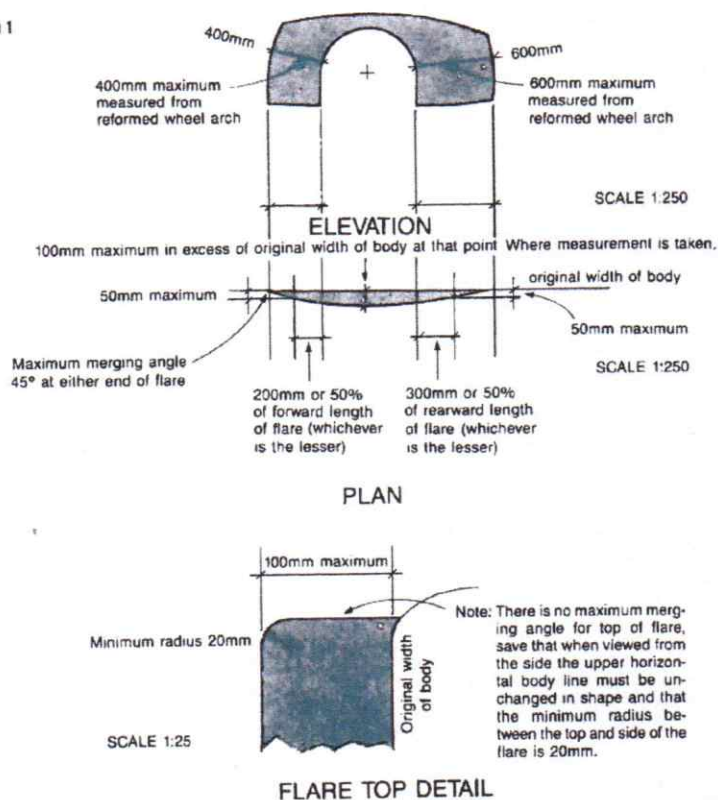 11
400mm
600mm
400mm maximum
measured from
reformed wheel arch
600mm maximum
measured from
reformed wheel arch
SCALE 1:250
ELEVATION
100mm maximum in excess of original width of body at that point Where measurement is taken.
original width of body
50mm maximum
50mm maximum
Maximum merging angle
45° at either end of flare
SCALE 1:250
200mm or 50%
of forward length
of flare (whichever
is the lesser)
300mm or 50%
of rearward length
of flare (whichever
is the lesser)
PLAN
100mm maximum
Minimum radius 20mm
Original width
of body
Note: There is no maximum merg-
ing angle for top of flare,
save that when viewed from
the side the upper horizon-
tal body line must be un-
changed in shape and that
the minimum radius be-
tween the top and side of the
flare is 20mm.
SCALE 1:25
FLARE TOP DETAIL